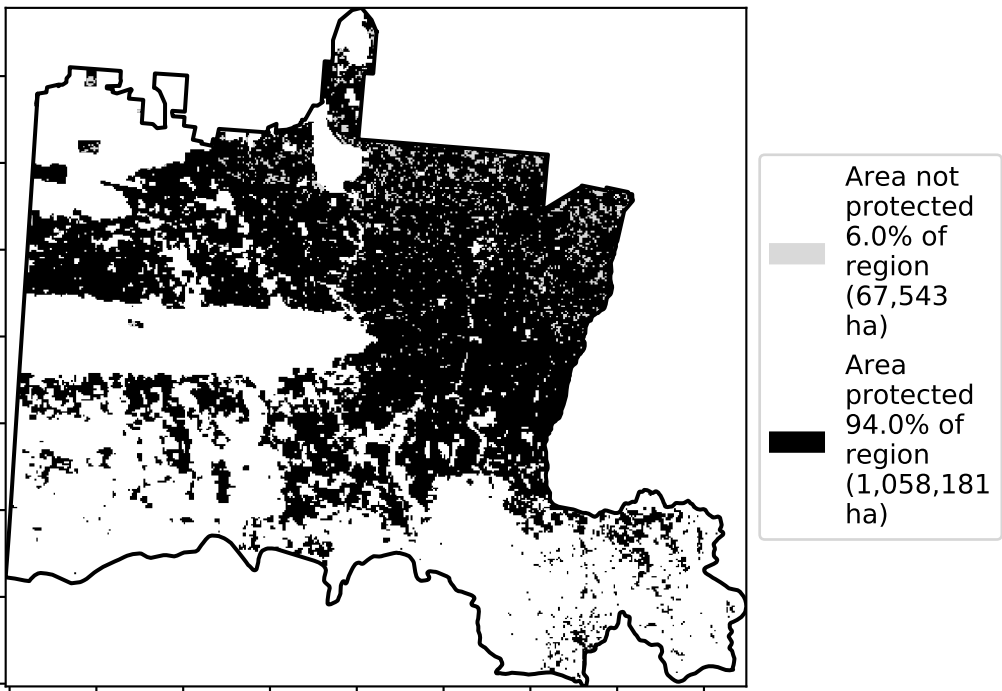 Area not
protected
6.0% of
region
(67,543
ha)
Area
protected
94.0% of
region
(1,058,181
ha)